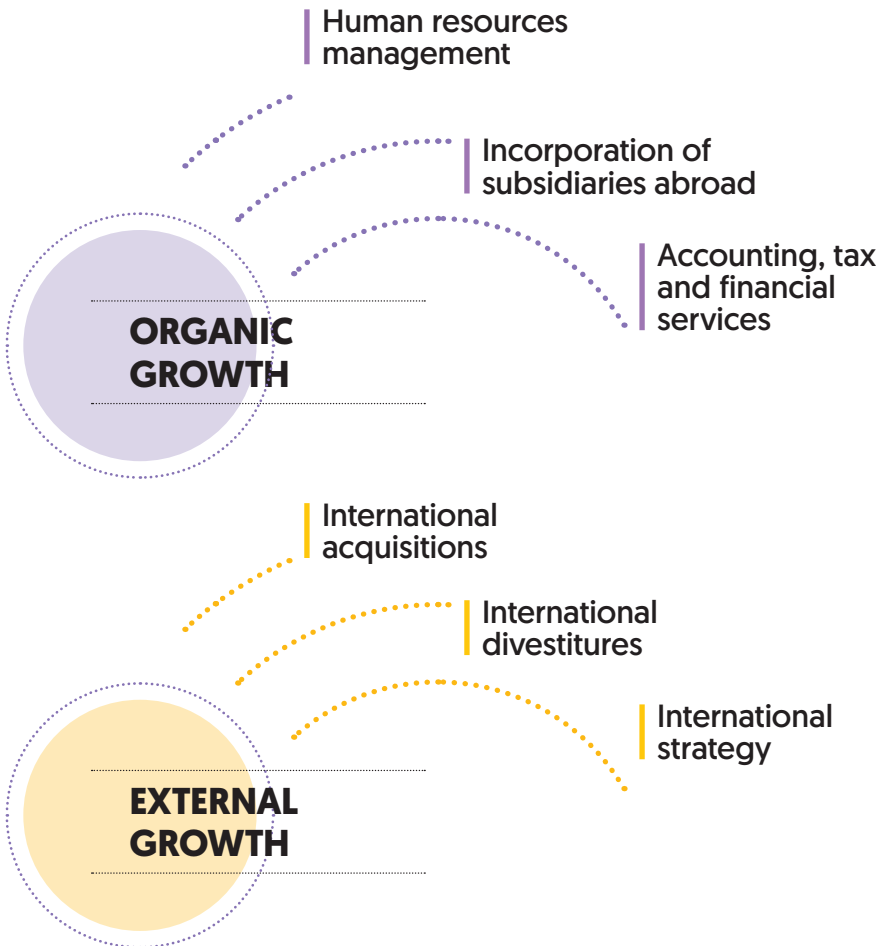 Human resources
management
Incorporation of
subsidiaries abroad
Accounting, tax
and financial
services
ORGANIC
GROWTH
International
acquisitions
International
divestitures
International
strategy
EXTERNAL
GROWTH